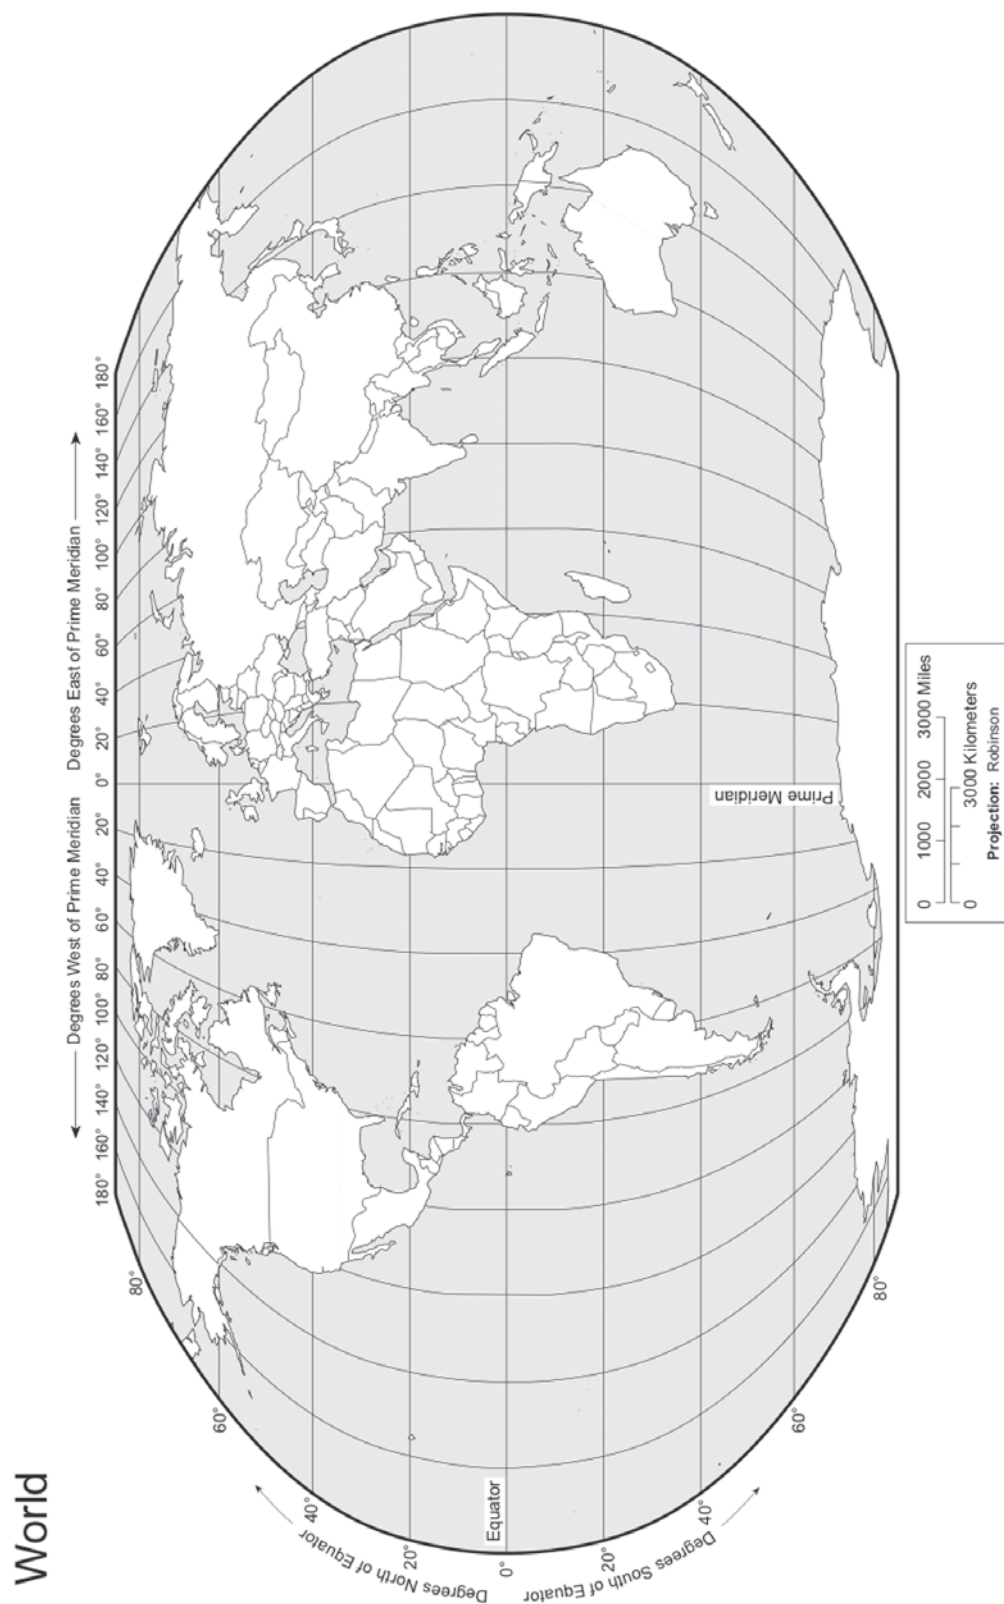 World
Degrees West of Prime Meridian
Degrees East of Prime Meridian
180° 160° 140° 120° 100° 80° 60° 40° 20° 0° 20° 40° 60° 80° 100° 120° 140° 160° 180°
80°
60°
40°
20°
0°
20°
40°
60°
80°
Degrees North of Equator
Equator
Degrees South of Equator
Prime Meridian
0 1000 2000 3000 Miles
0 3000 Kilometers
Projection: Robinson